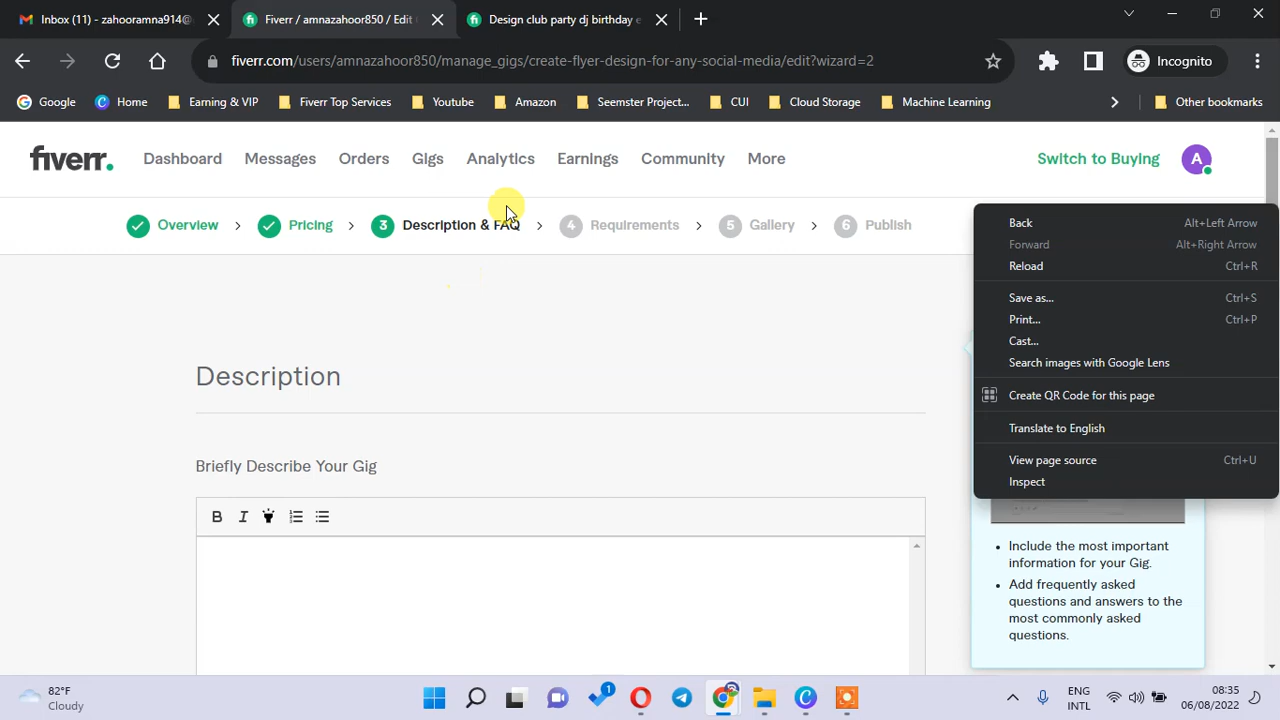 Inbox (11) - zahooramna914@
Fiverr / amnazahoor850 / Edit
Design club party dj birthday e
fiverr.com/users/amnazahoor850/manage_gigs/create-flyer-design-for-any-social-media/edit?wizard=2
Incognito
Google
Home
Earning & VIP
Fiverr Top Services
Youtube
Amazon
Seemster Project...
CUI
Cloud Storage
Machine Learning
Other bookmarks
fiverr.
Dashboard
Messages
Orders
Gigs
Analytics
Earnings
Community
More
Switch to Buying
A
Overview
Pricing
3 Description & FAQ
4 Requirements
5 Gallery
6 Publish
Back Alt+Left Arrow
Forward Alt+Right Arrow
Reload Ctrl+R
Save as... Ctrl+S
Print... Ctrl+P
Cast...
Search images with Google Lens
Create QR Code for this page
Translate to English
View page source Ctrl+U
Inspect
Description
Briefly Describe Your Gig
B I
Include the most important
information for your Gig.
Add frequently asked
questions and answers to the
most commonly asked
questions.
82°F
Cloudy
1
ENG
INTL
08:35
06/08/2022